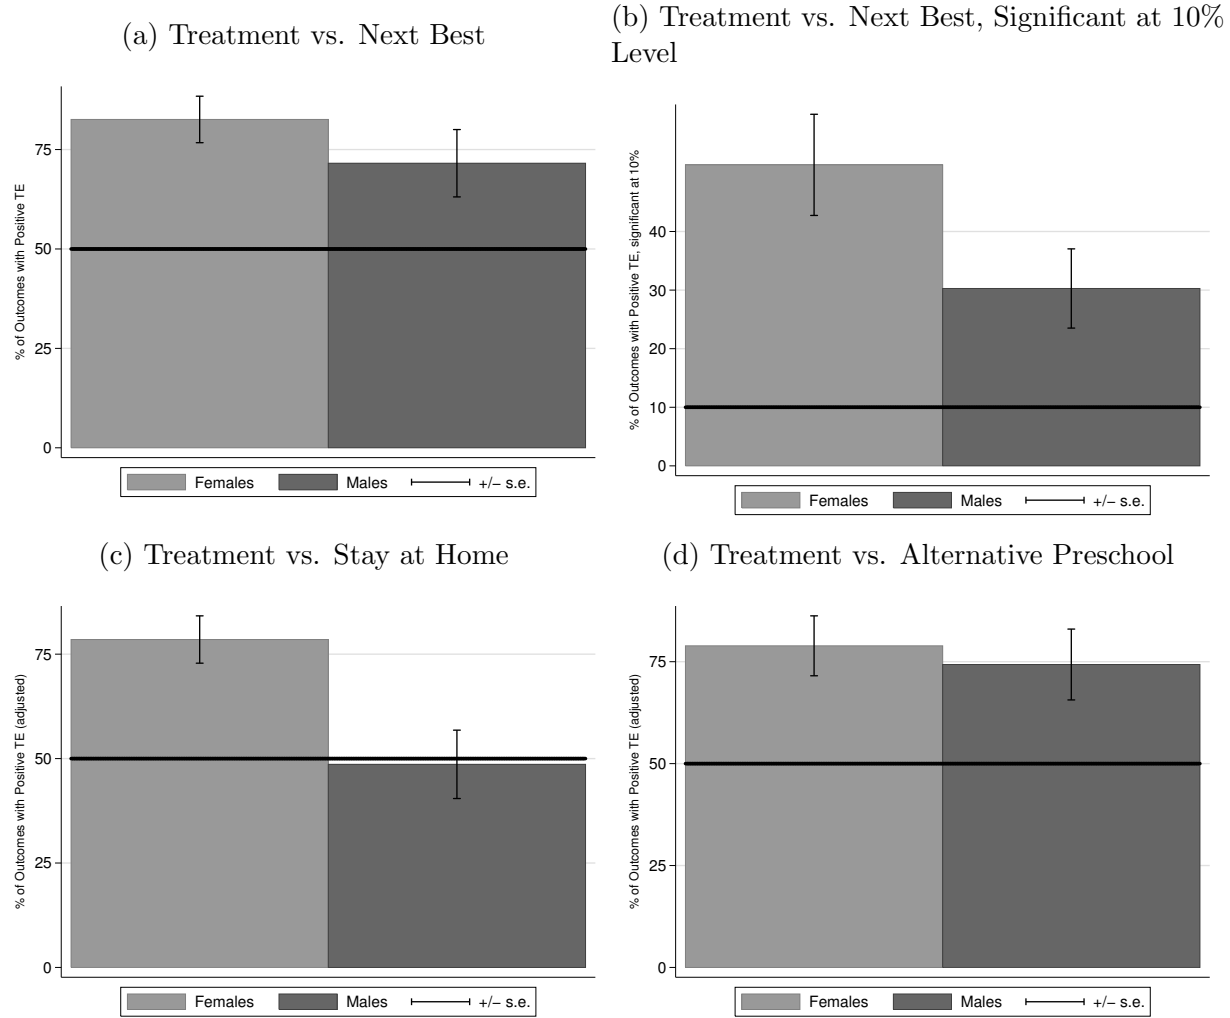 (a) Treatment vs. Next Best
% of Outcomes with Positive TE
75
50
25
0
Females Males +/− s.e.
(b) Treatment vs. Next Best, Significant at 10%
Level
% of Outcomes with Positive TE, significant at 10%
40
30
20
10
0
Females Males +/− s.e.
(c) Treatment vs. Stay at Home
% of Outcomes with Positive TE (adjusted)
75
50
25
0
Females Males +/− s.e.
(d) Treatment vs. Alternative Preschool
% of Outcomes with Positive TE (adjusted)
75
50
25
0
Females Males +/− s.e.